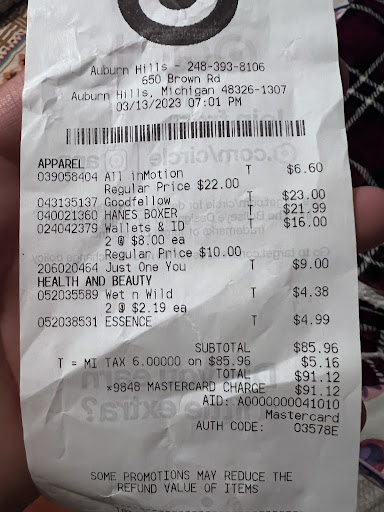 Auburn Hills - 248-393-8106
650 Brown Rd
Auburn Hills, Michigan 48326-1307
03/13/2023 07:01 PM
APPAREL
039058404 All inMotion T $6.60
Regular Price $22.00
043135137 Goodfellow T $23.00
040021360 HANES BOXER T $21.99
024042379 Wallets & ID T $16.00
2 @ $8.00 ea
Regular Price $10.00
206020464 Just One You T $9.00
HEALTH AND BEAUTY
052035589 Wet n Wild T $4.38
2 @ $2.19 ea
052038531 ESSENCE T $4.99
SUBTOTAL $85.96
T = MI TAX 6.00000 on $85.96 $5.16
TOTAL $91.12
*9848 MASTERCARD CHARGE $91.12
AID: A0000000041010
Mastercard
AUTH CODE: 03578E
SOME PROMOTIONS MAY REDUCE THE
REFUND VALUE OF ITEMS